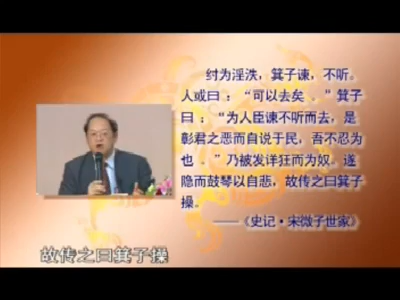 纣为淫泆，箕子谏，不听。
人或曰：“可以去矣。”箕子
曰：“为人臣谏不听而去，是
彰君之恶而自说于民，吾不忍为
也。”乃被发详狂而为奴。遂
隐而鼓琴以自悲，故传之曰箕子
操。
——《史记·宋微子世家》
故传之曰箕子操